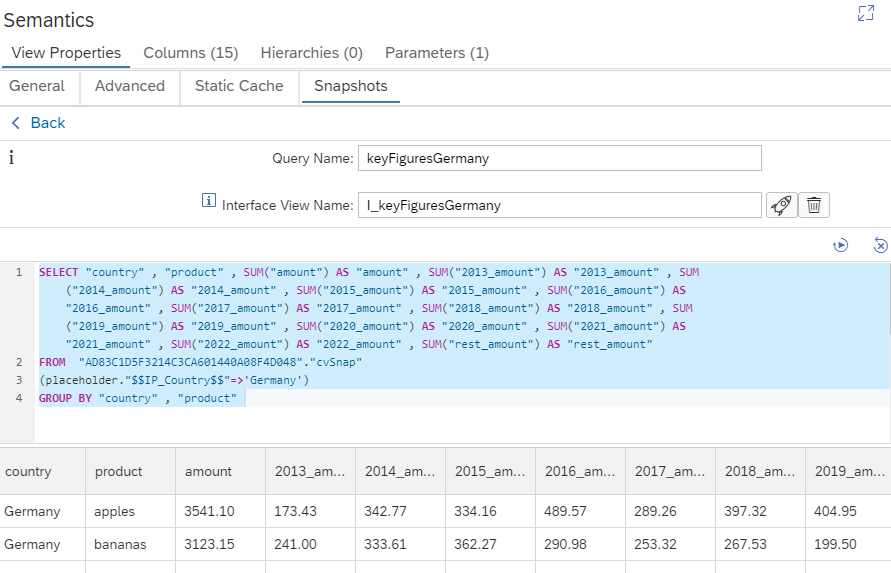 Semantics
View Properties Columns (15) Hierarchies (0) Parameters (1)
General Advanced Static Cache Snapshots
Back
i Query Name: keyFiguresGermany
i Interface View Name: I_keyFiguresGermany
1 SELECT "country" , "product" , SUM("amount") AS "amount" , SUM("2013_amount") AS "2013_amount" , SUM
("2014_amount") AS "2014_amount" , SUM("2015_amount") AS "2015_amount" , SUM("2016_amount") AS
"2016_amount" , SUM("2017_amount") AS "2017_amount" , SUM("2018_amount") AS "2018_amount" , SUM
("2019_amount") AS "2019_amount" , SUM("2020_amount") AS "2020_amount" , SUM("2021_amount") AS
"2021_amount" , SUM("2022_amount") AS "2022_amount" , SUM("rest_amount") AS "rest_amount"
2 FROM "AD83C1D5F3214C3CA601440A08F4D048"."cvSnap"
3 (placeholder."$$IP_Country$$"=>'Germany')
4 GROUP BY "country" , "product"
country product amount 2013_am... 2014_am... 2015_am... 2016_am... 2017_am... 2018_am... 2019_am...
Germany apples 3541.10 173.43 342.77 334.16 489.57 289.26 397.32 404.95
Germany bananas 3123.15 241.00 333.61 362.27 290.98 253.32 267.53 199.50